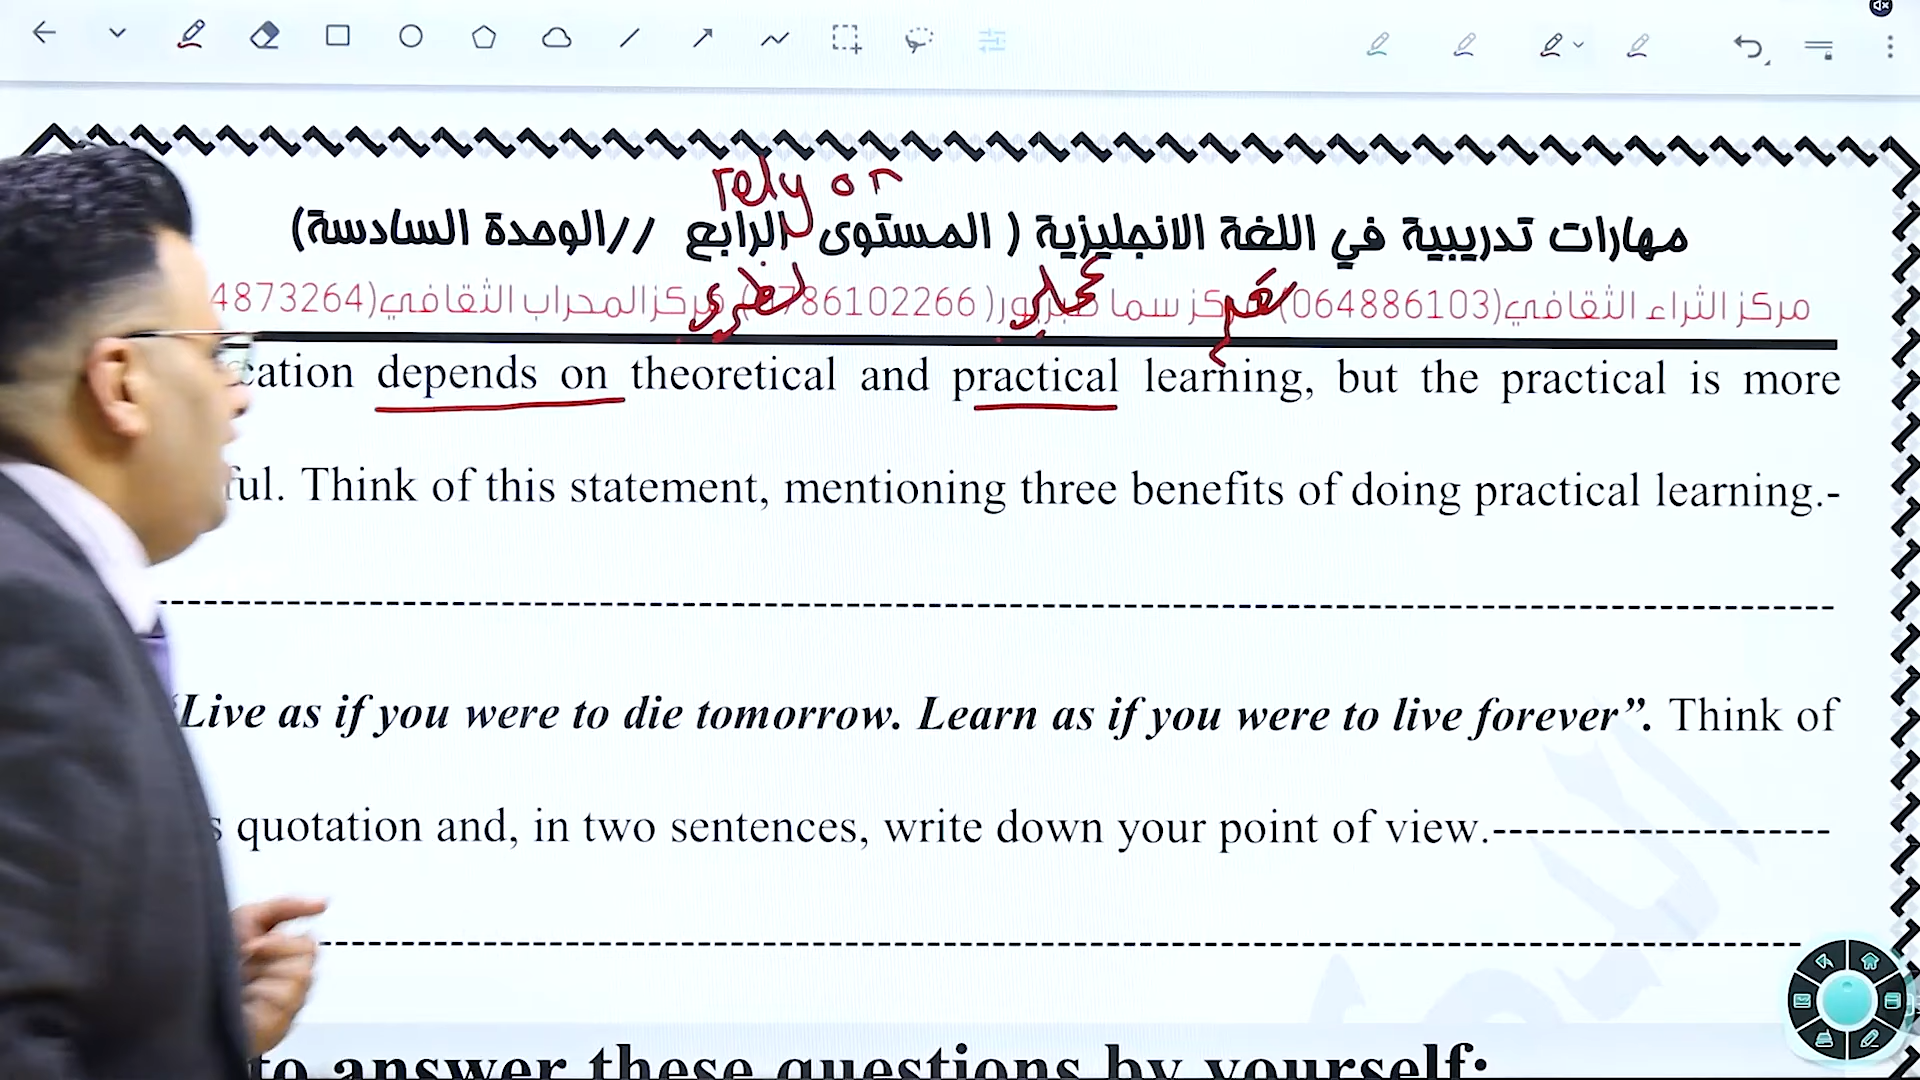 rely on
مهارات تدريبية في اللغة الانجليزية ( المستوى الرابع //الوحدة السادسة)
مركز الثراء الثقافي(064886103) مركز سما 86102266) مركز المحراب الثقافي(4873264
نظري عملي
cation depends on theoretical and practical learning, but the practical is more
ful. Think of this statement, mentioning three benefits of doing practical learning.-
“Live as if you were to die tomorrow. Learn as if you were to live forever”. Think of
s quotation and, in two sentences, write down your point of view.
to answer these questions by yourself: